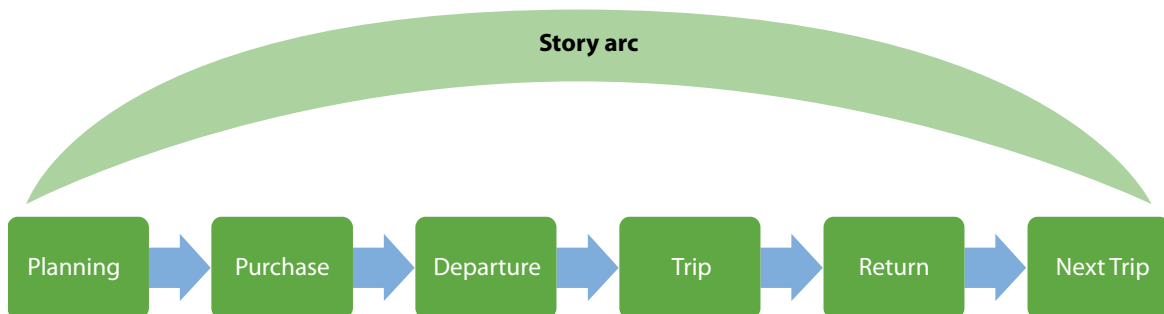 Story arc
Planning
Purchase
Departure
Trip
Return
Next Trip